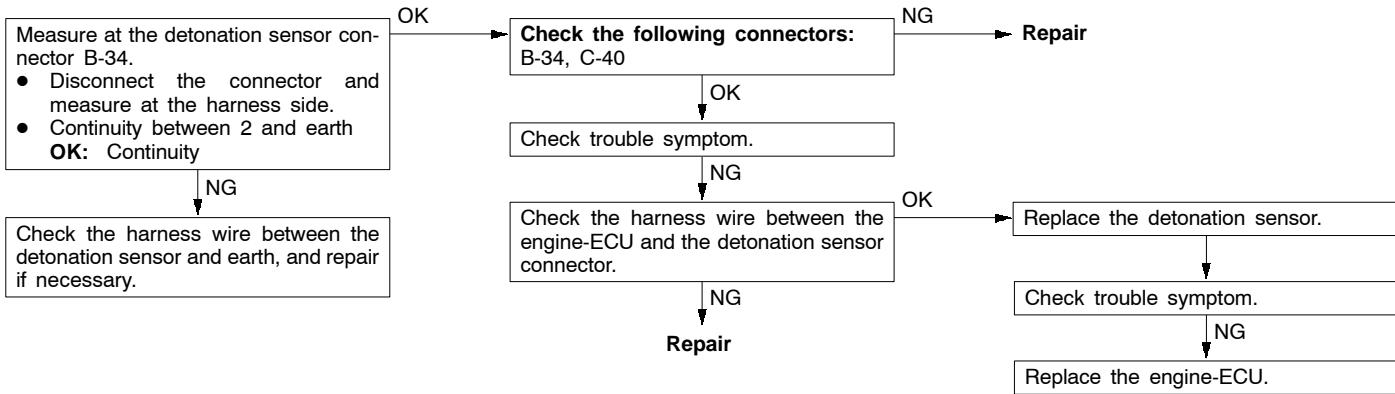 Measure at the detonation sensor con-
nector B-34.
● Disconnect the connector and
measure at the harness side.
● Continuity between 2 and earth
OK: Continuity
NG
Check the harness wire between the
detonation sensor and earth, and repair
if necessary.
OK
Check the following connectors:
B-34, C-40
NG
Repair
OK
Check trouble symptom.
NG
Check the harness wire between the
engine-ECU and the detonation sensor
connector.
NG
Repair
OK
Replace the detonation sensor.
Check trouble symptom.
NG
Replace the engine-ECU.